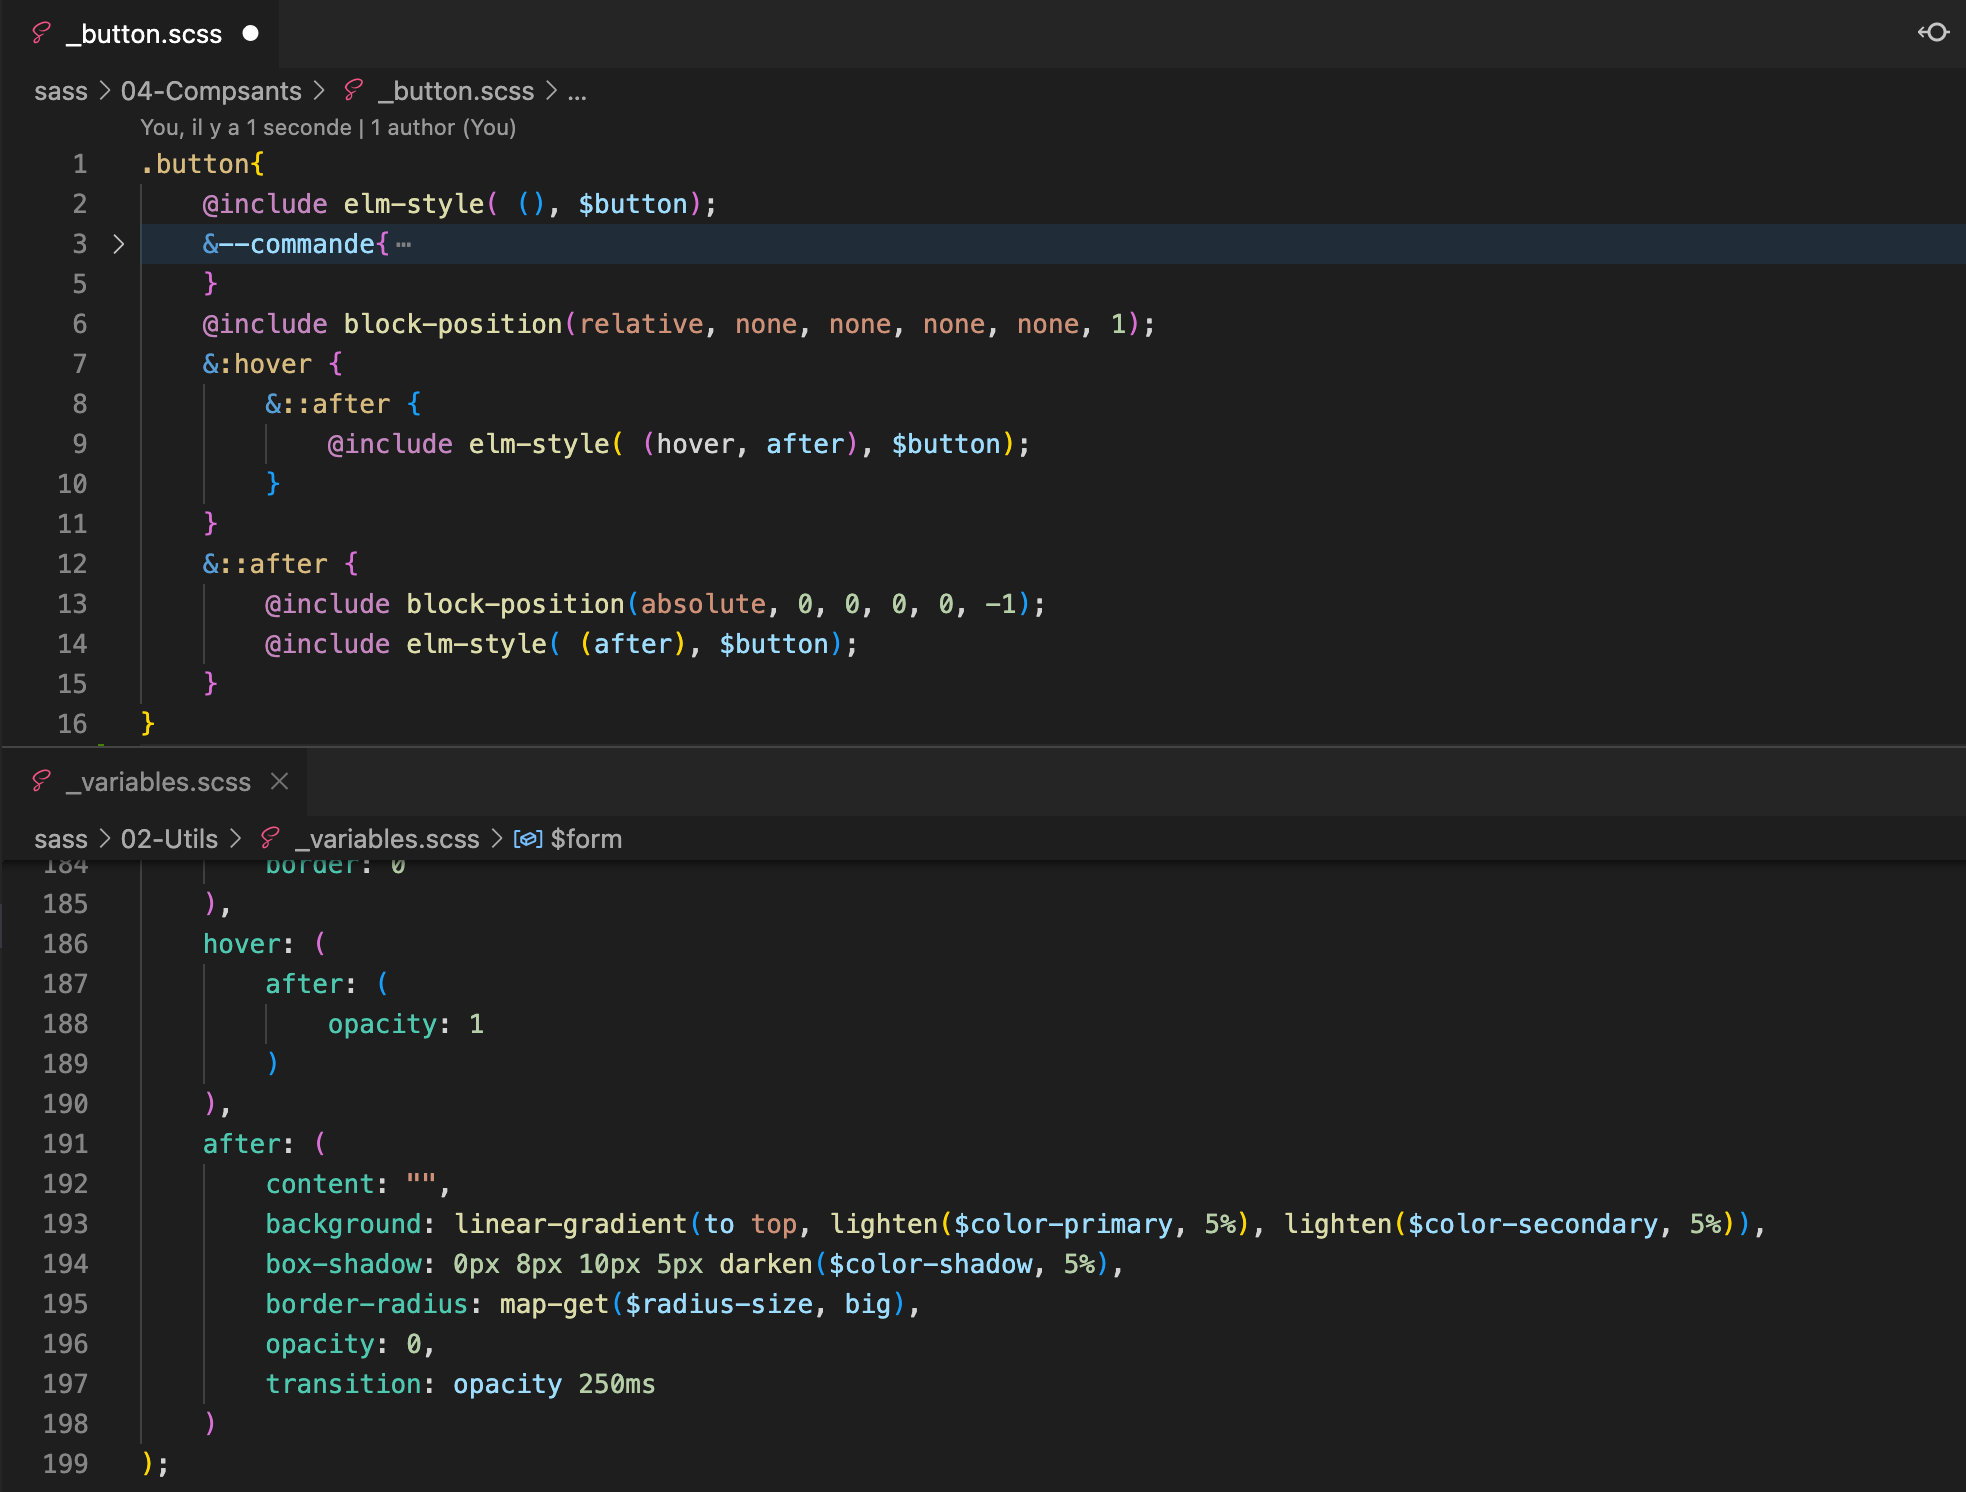 _button.scss
sass > 04-Compsants > _button.scss > ...
You, il y a 1 seconde | 1 author (You)
1 .button{
2 @include elm-style( (), $button);
3 > &--commande{ ⋯
5 }
6 @include block-position(relative, none, none, none, none, 1);
7 &:hover {
8 &::after {
9 @include elm-style( (hover, after), $button);
10 }
11 }
12 &::after {
13 @include block-position(absolute, 0, 0, 0, 0, -1);
14 @include elm-style( (after), $button);
15 }
16 }
_variables.scss
sass > 02-Utils > _variables.scss > $form
184 border: 0
185 ),
186 hover: (
187 after: (
188 opacity: 1
189 )
190 ),
191 after: (
192 content: "",
193 background: linear-gradient(to top, lighten($color-primary, 5%), lighten($color-secondary, 5%)),
194 box-shadow: 0px 8px 10px 5px darken($color-shadow, 5%),
195 border-radius: map-get($radius-size, big),
196 opacity: 0,
197 transition: opacity 250ms
198 )
199 );